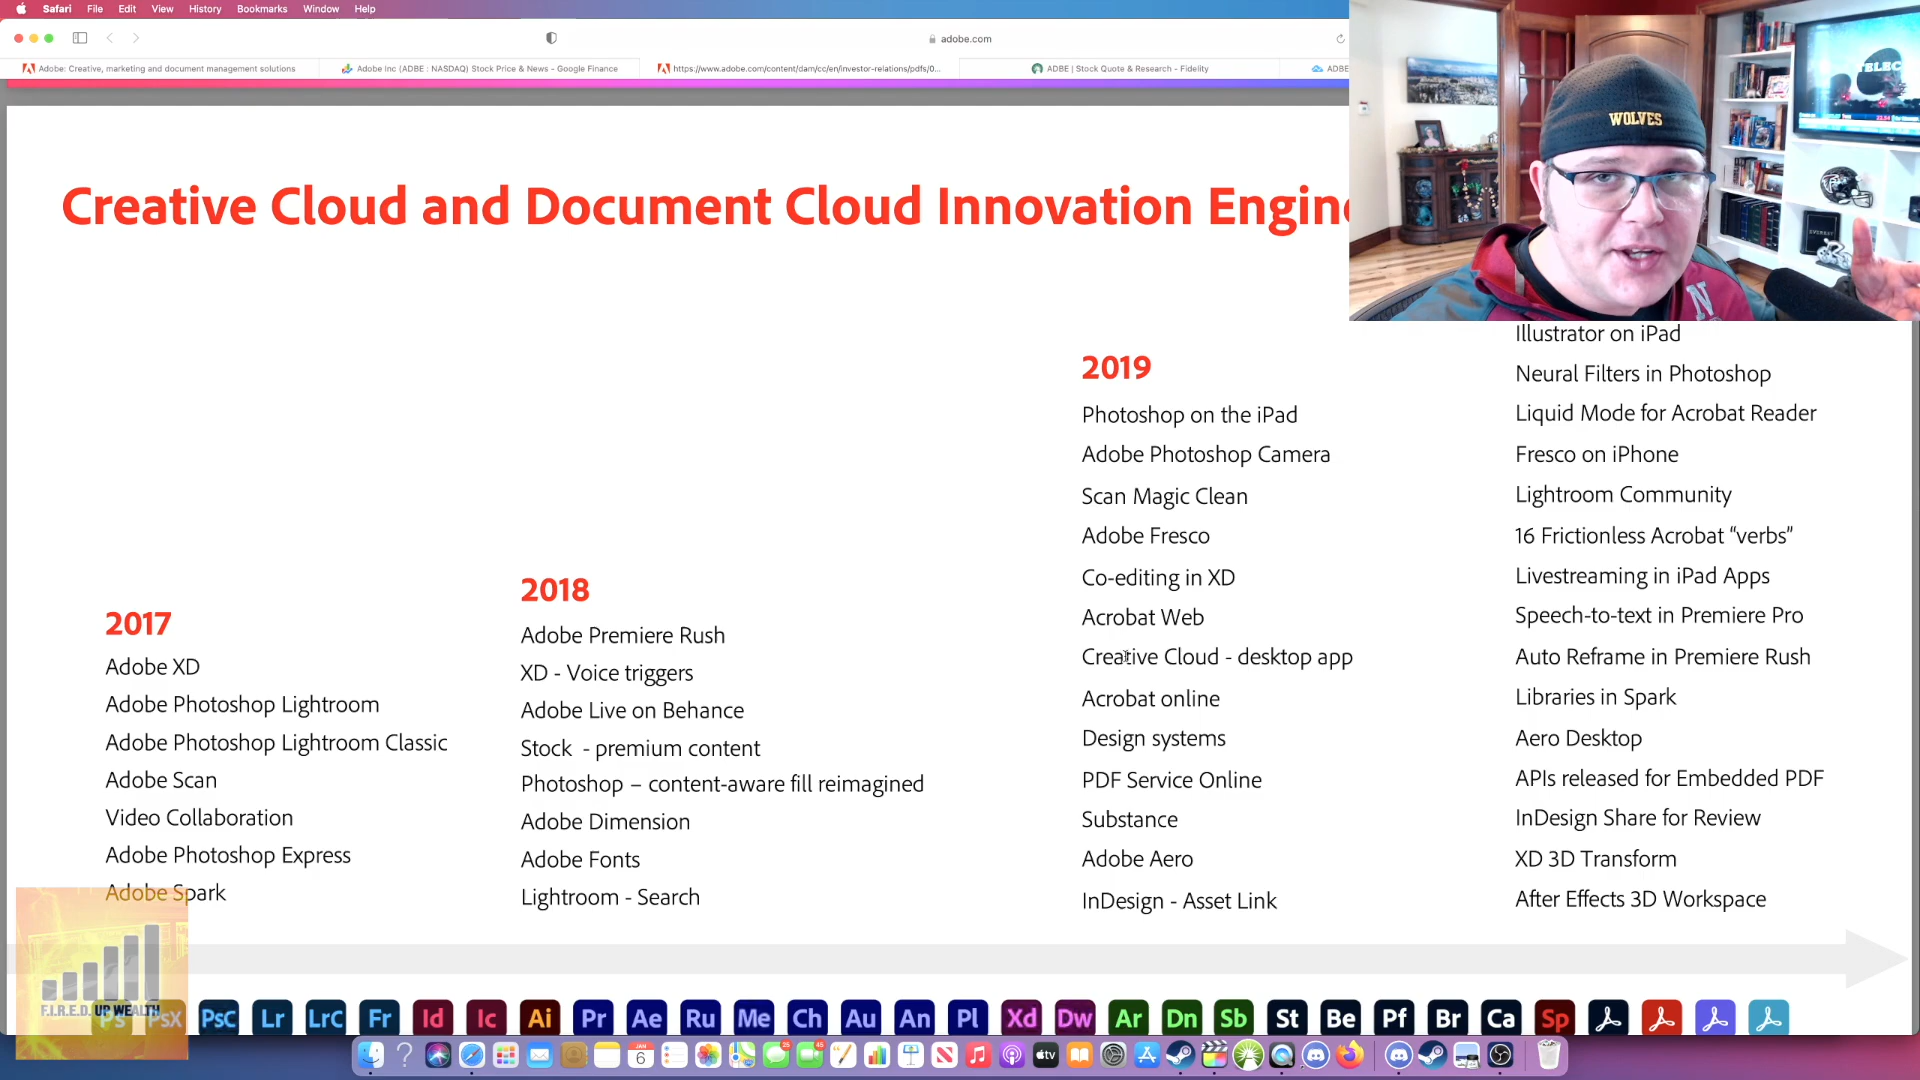 Safari File Edit View History Bookmarks Window Help
adobe.com
Adobe: Creative, marketing and document management solutions
Adobe Inc (ADBE : NASDAQ) Stock Price & News - Google Finance
https://www.adobe.com/content/dam/cc/en/investor-relations/pdfs/0...
ADBE | Stock Quote & Research - Fidelity
ADBE
WOLVES
TELEC
EVEREST
N
Creative Cloud and Document Cloud Innovation Engin
2017
Adobe XD
Adobe Photoshop Lightroom
Adobe Photoshop Lightroom Classic
Adobe Scan
Video Collaboration
Adobe Photoshop Express
Adobe Spark
2018
Adobe Premiere Rush
XD - Voice triggers
Adobe Live on Behance
Stock - premium content
Photoshop – content-aware fill reimagined
Adobe Dimension
Adobe Fonts
Lightroom - Search
2019
Photoshop on the iPad
Adobe Photoshop Camera
Scan Magic Clean
Adobe Fresco
Co-editing in XD
Acrobat Web
Creative Cloud - desktop app
Acrobat online
Design systems
PDF Service Online
Substance
Adobe Aero
InDesign - Asset Link
Illustrator on iPad
Neural Filters in Photoshop
Liquid Mode for Acrobat Reader
Fresco on iPhone
Lightroom Community
16 Frictionless Acrobat “verbs”
Livestreaming in iPad Apps
Speech-to-text in Premiere Pro
Auto Reframe in Premiere Rush
Libraries in Spark
Aero Desktop
APIs released for Embedded PDF
InDesign Share for Review
XD 3D Transform
After Effects 3D Workspace
F.I.R.E.D. UP WEALTH
Ps PsX PsC Lr LrC Fr Id Ic Ai Pr Ae Ru Me Ch Au An Pl Xd Dw Ar Dn Sb St Be Pf Br Ca Sp
JAN
6
tv